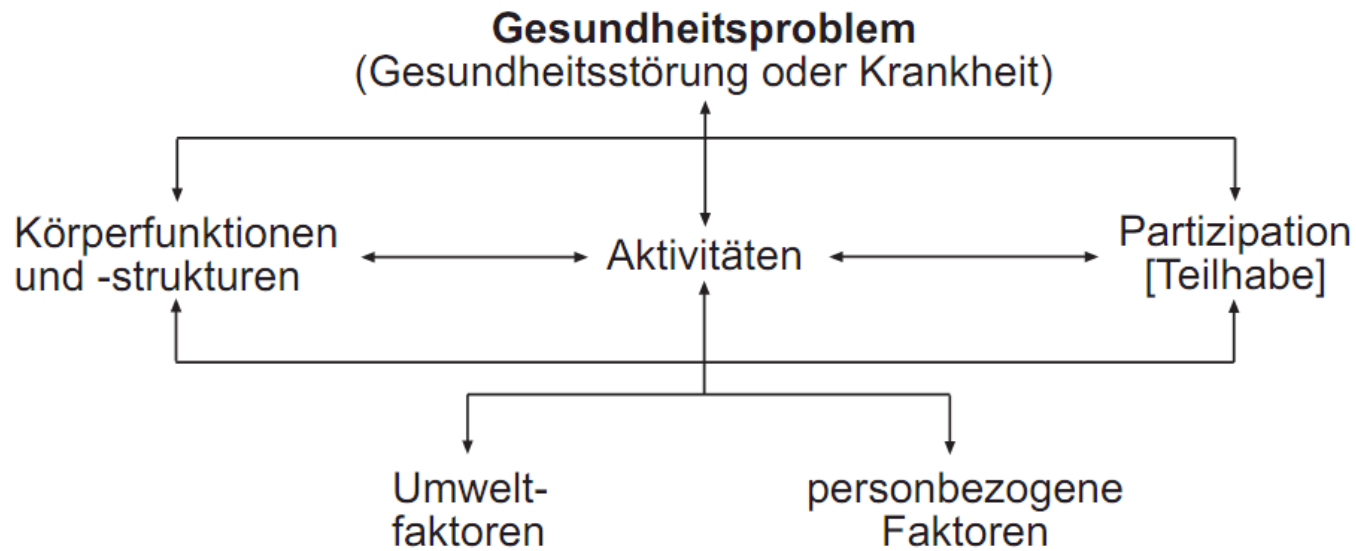 Gesundheitsproblem
(Gesundheitsstörung oder Krankheit)
Körperfunktionen
und -strukturen
Aktivitäten
Partizipation
[Teilhabe]
Umwelt-
faktoren
personbezogene
Faktoren